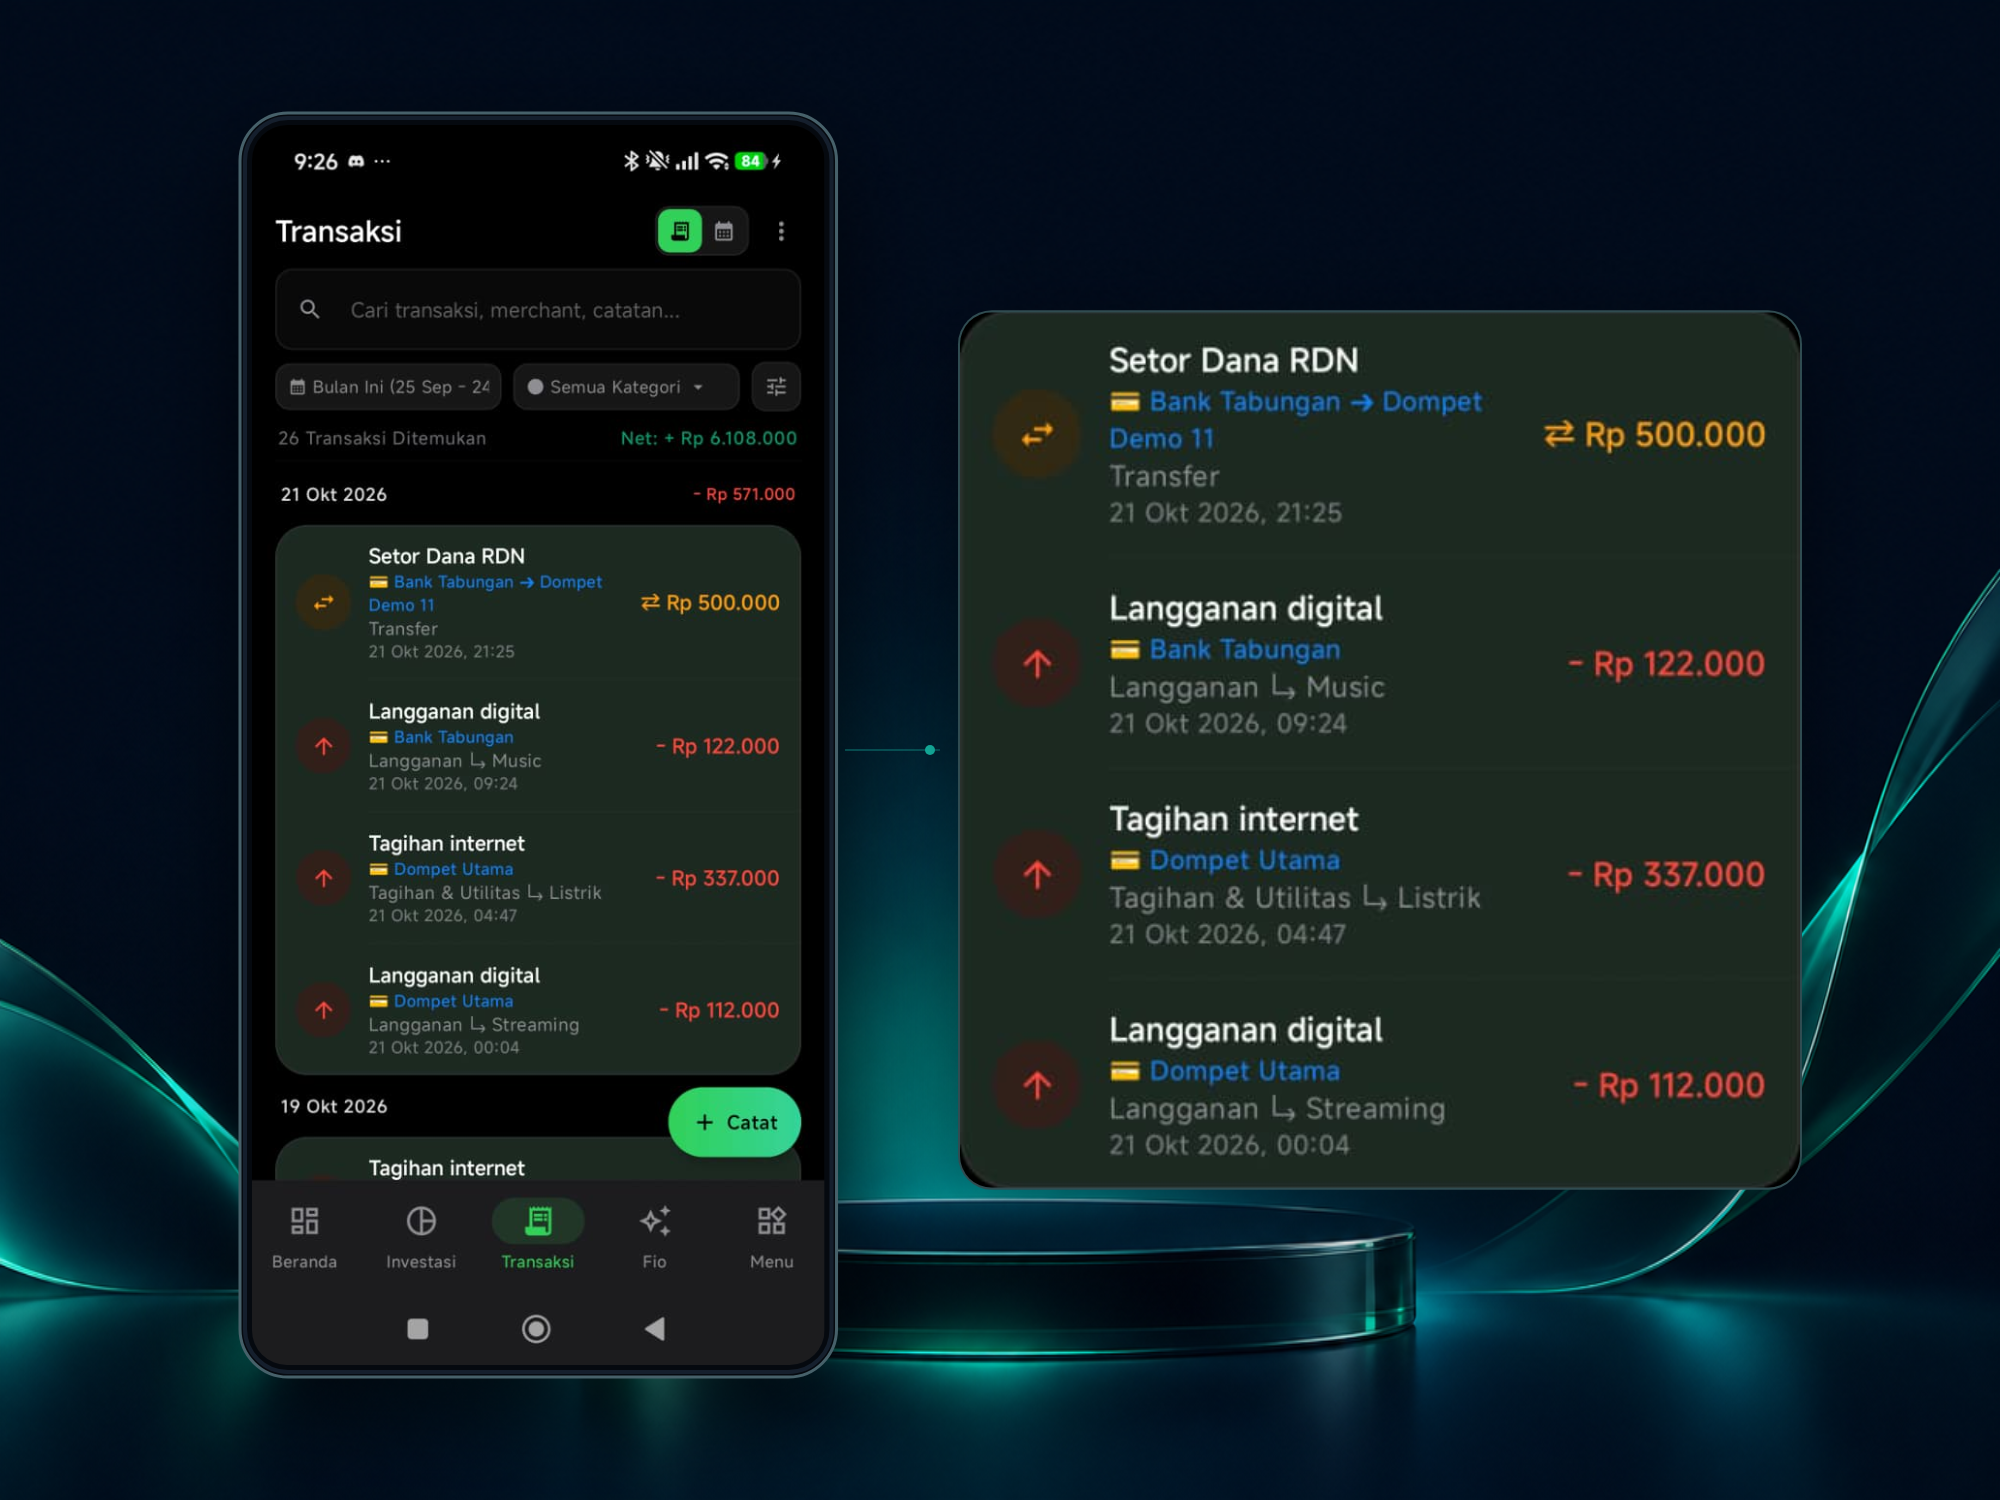 9:26 ···
84
Transaksi
Cari transaksi, merchant, catatan...
Bulan Ini (25 Sep - 24
Semua Kategori
26 Transaksi Ditemukan
Net: + Rp 6.108.000
21 Okt 2026
- Rp 571.000
Setor Dana RDN
Bank Tabungan → Dompet
Demo 11
⇄ Rp 500.000
Transfer
21 Okt 2026, 21:25
Langganan digital
Bank Tabungan
- Rp 122.000
Langganan ↳ Music
21 Okt 2026, 09:24
Tagihan internet
Dompet Utama
- Rp 337.000
Tagihan & Utilitas ↳ Listrik
21 Okt 2026, 04:47
Langganan digital
Dompet Utama
- Rp 112.000
Langganan ↳ Streaming
21 Okt 2026, 00:04
19 Okt 2026
+ Catat
Tagihan internet
Beranda
Investasi
Transaksi
Fio
Menu
Setor Dana RDN
Bank Tabungan → Dompet
Demo 11
⇄ Rp 500.000
Transfer
21 Okt 2026, 21:25
Langganan digital
Bank Tabungan
- Rp 122.000
Langganan ↳ Music
21 Okt 2026, 09:24
Tagihan internet
Dompet Utama
- Rp 337.000
Tagihan & Utilitas ↳ Listrik
21 Okt 2026, 04:47
Langganan digital
Dompet Utama
- Rp 112.000
Langganan ↳ Streaming
21 Okt 2026, 00:04